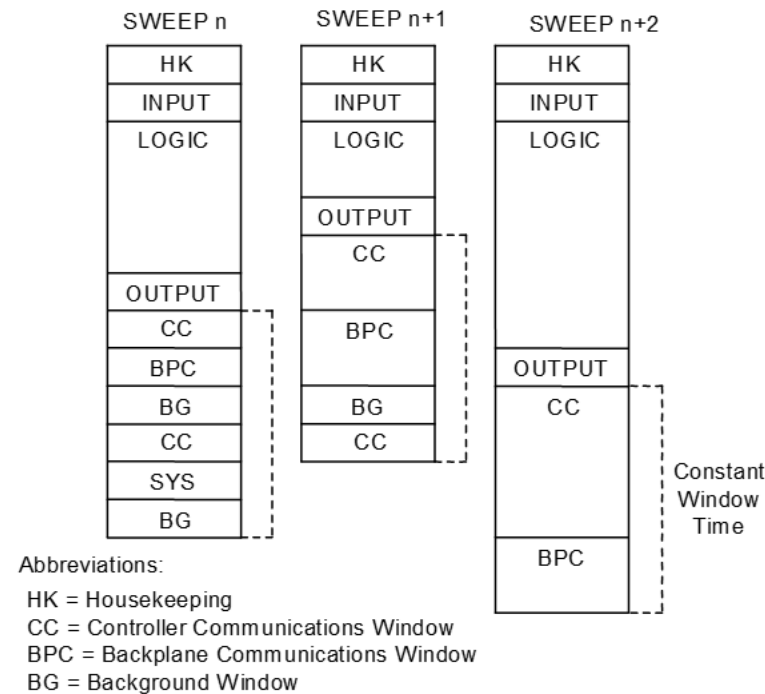 SWEEP n
HK
INPUT
LOGIC
OUTPUT
CC
BPC
BG
CC
SYS
BG
SWEEP n+1
HK
INPUT
LOGIC
OUTPUT
CC
BPC
BG
CC
SWEEP n+2
HK
INPUT
LOGIC
OUTPUT
CC
BPC
Constant
Window
Time
Abbreviations:
HK = Housekeeping
CC = Controller Communications Window
BPC = Backplane Communications Window
BG = Background Window